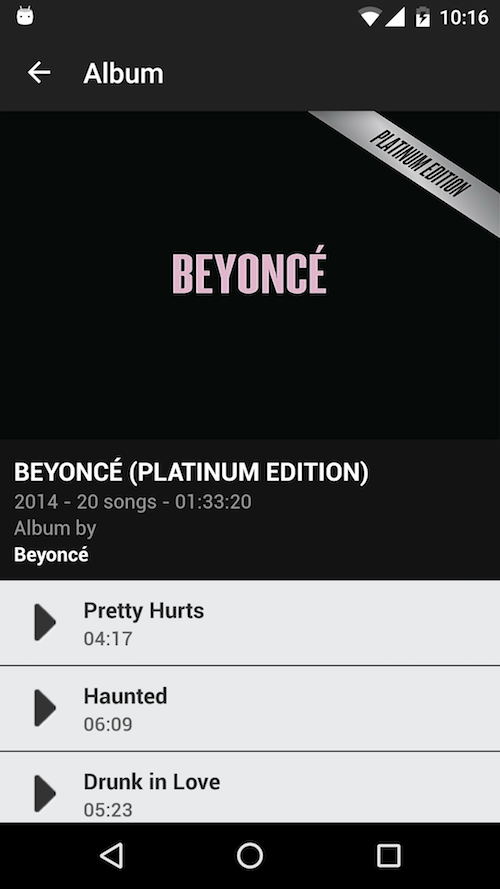 10:16
Album
PLATINUM EDITION
BEYONCÉ
BEYONCÉ (PLATINUM EDITION)
2014 - 20 songs - 01:33:20
Album by
Beyoncé
Pretty Hurts
04:17
Haunted
06:09
Drunk in Love
05:23